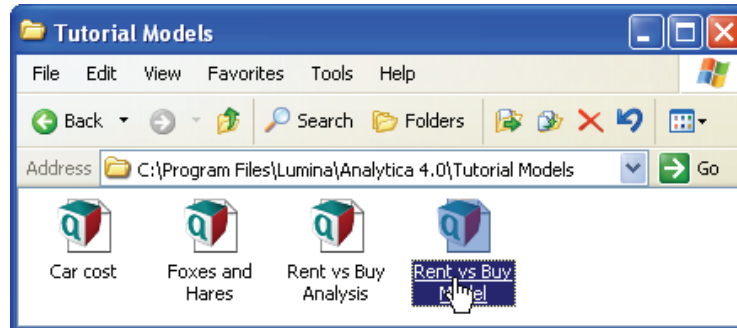 Tutorial Models
File Edit View Favorites Tools Help
Back Search Folders
Address C:\Program Files\Lumina\Analytica 4.0\Tutorial Models Go
Car cost Foxes and Rent vs Buy Rent vs Buy
Hares Analysis Model